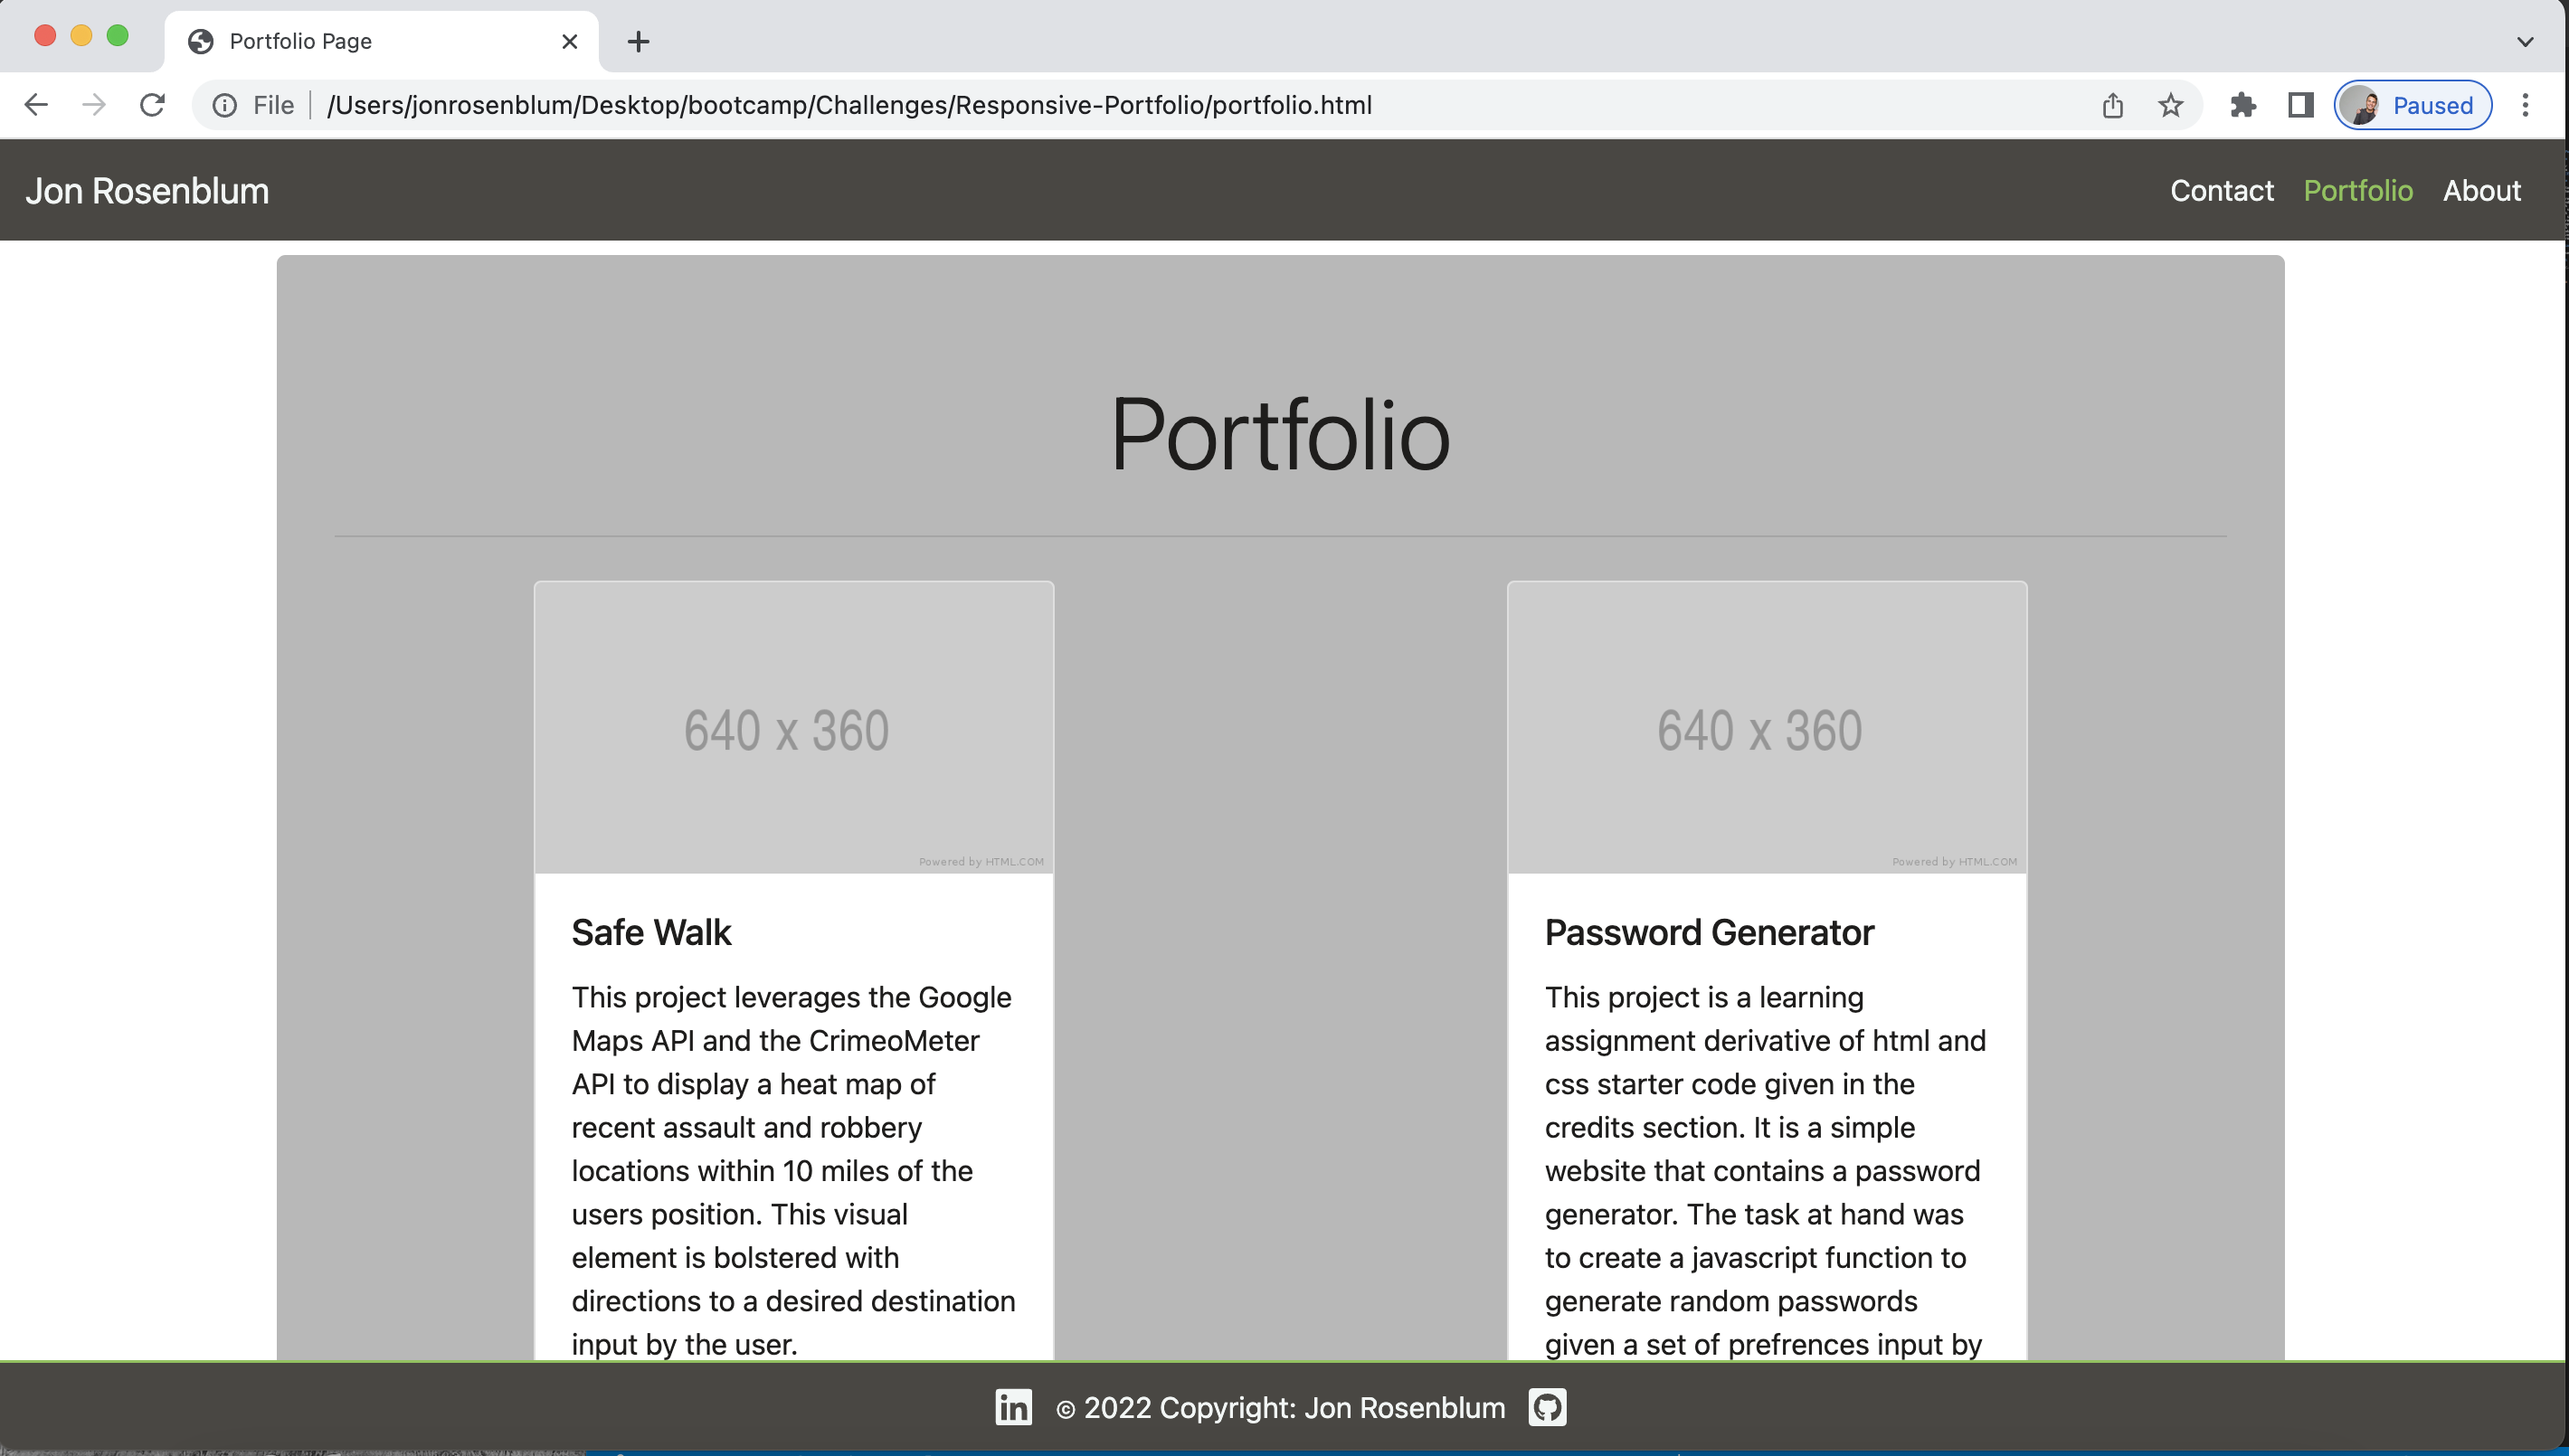 Portfolio Page
File
/Users/jonrosenblum/Desktop/bootcamp/Challenges/Responsive-Portfolio/portfolio.html
Paused
Jon Rosenblum
Contact
Portfolio
About
Portfolio
640 x 360
Powered by HTML.COM
Safe Walk
This project leverages the Google
Maps API and the CrimeoMeter
API to display a heat map of
recent assault and robbery
locations within 10 miles of the
users position. This visual
element is bolstered with
directions to a desired destination
input by the user.
640 x 360
Powered by HTML.COM
Password Generator
This project is a learning
assignment derivative of html and
css starter code given in the
credits section. It is a simple
website that contains a password
generator. The task at hand was
to create a javascript function to
generate random passwords
given a set of prefrences input by
in © 2022 Copyright: Jon Rosenblum